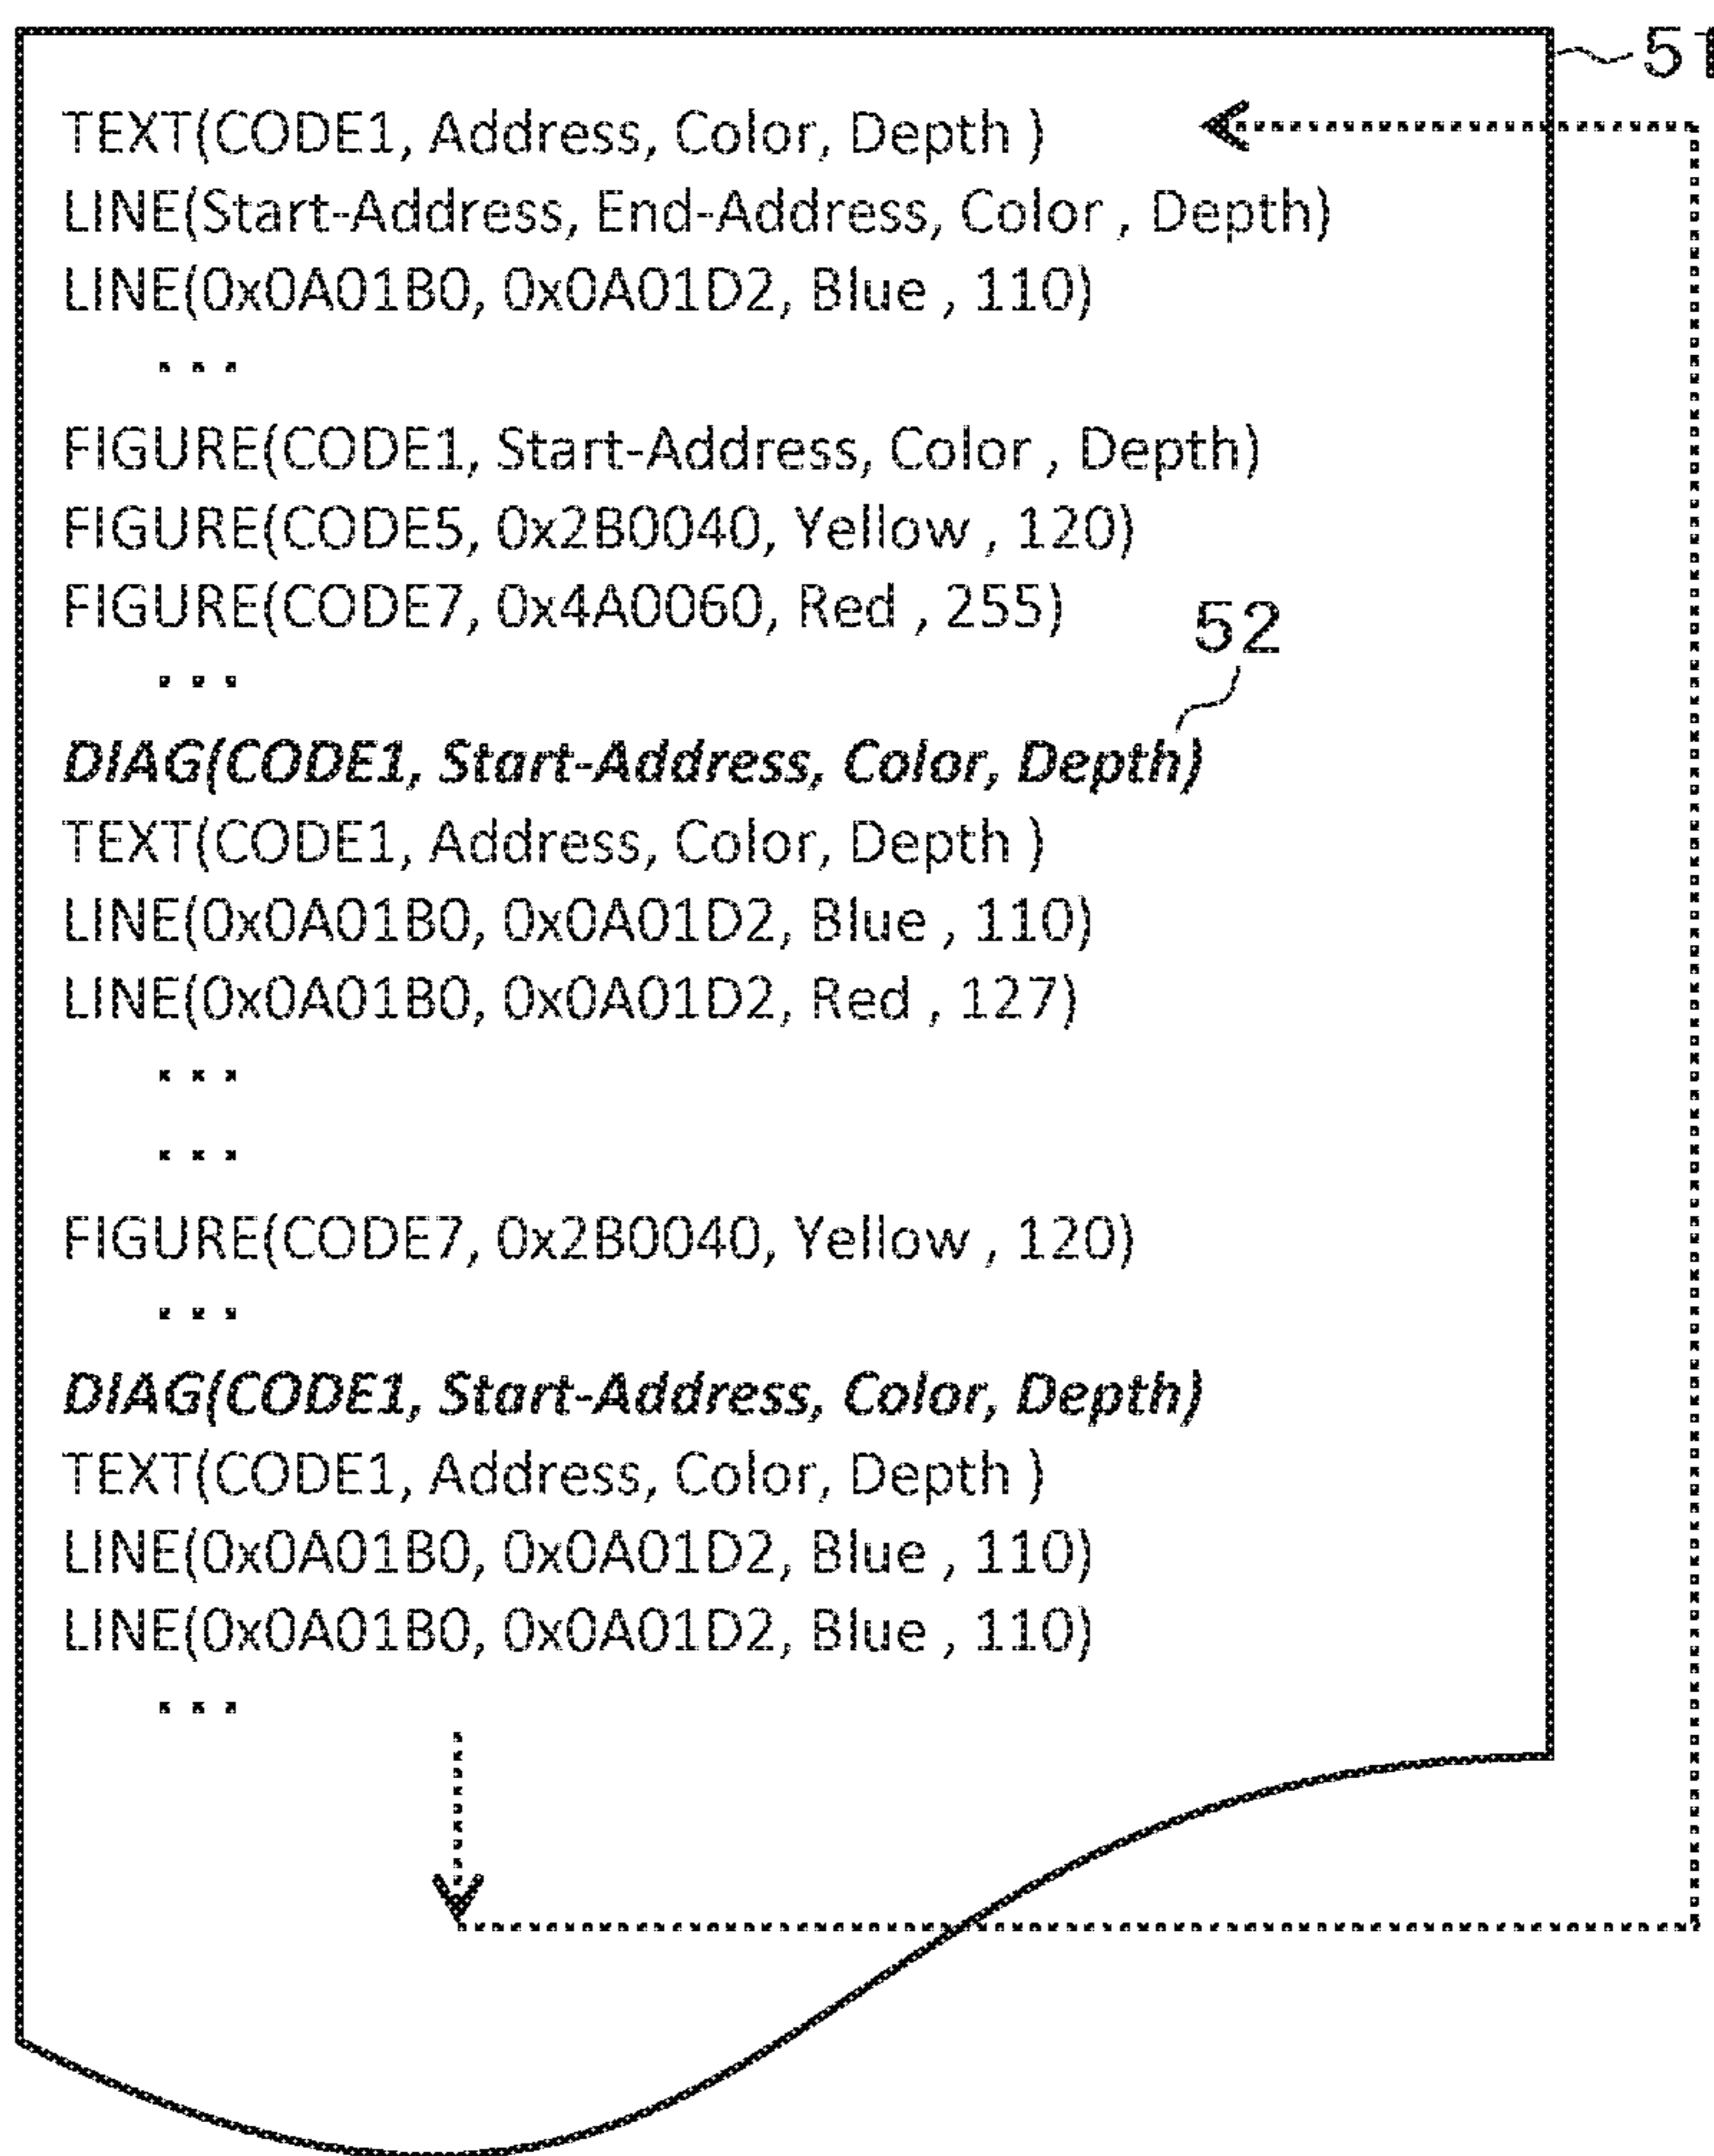 51
TEXT(CODE1, Address, Color, Depth )
LINE(Start-Address, End-Address, Color , Depth)
LINE(0x0A01B0, 0x0A01D2, Blue , 110)
...
FIGURE(CODE1, Start-Address, Color , Depth)
FIGURE(CODE5, 0x2B0040, Yellow , 120)
FIGURE(CODE7, 0x4A0060, Red , 255)
52
...
DIAG(CODE1, Start-Address, Color, Depth)
TEXT(CODE1, Address, Color, Depth )
LINE(0x0A01B0, 0x0A01D2, Blue , 110)
LINE(0x0A01B0, 0x0A01D2, Red , 127)
...
...
FIGURE(CODE7, 0x2B0040, Yellow , 120)
...
DIAG(CODE1, Start-Address, Color, Depth)
TEXT(CODE1, Address, Color, Depth )
LINE(0x0A01B0, 0x0A01D2, Blue , 110)
LINE(0x0A01B0, 0x0A01D2, Blue , 110)
...